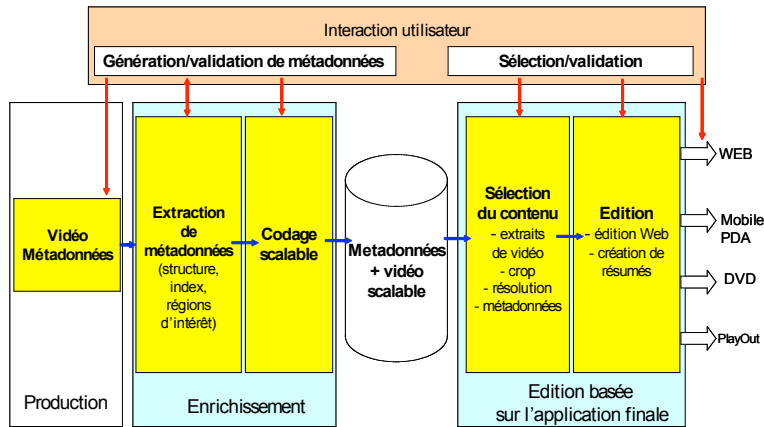 Interaction utilisateur
Génération/validation de métadonnées
Sélection/validation
Vidéo
Métadonnées
Production
Extraction
de
métadonnées
(structure,
index,
régions
d'intérêt)
Codage
scalable
Enrichissement
Metadonnées
+ vidéo
scalable
Sélection
du contenu
- extraits
de vidéo
- crop
- résolution
- métadonnées
Edition
- édition Web
- création de
résumés
Edition basée
sur l'application finale
WEB
Mobile
PDA
DVD
PlayOut